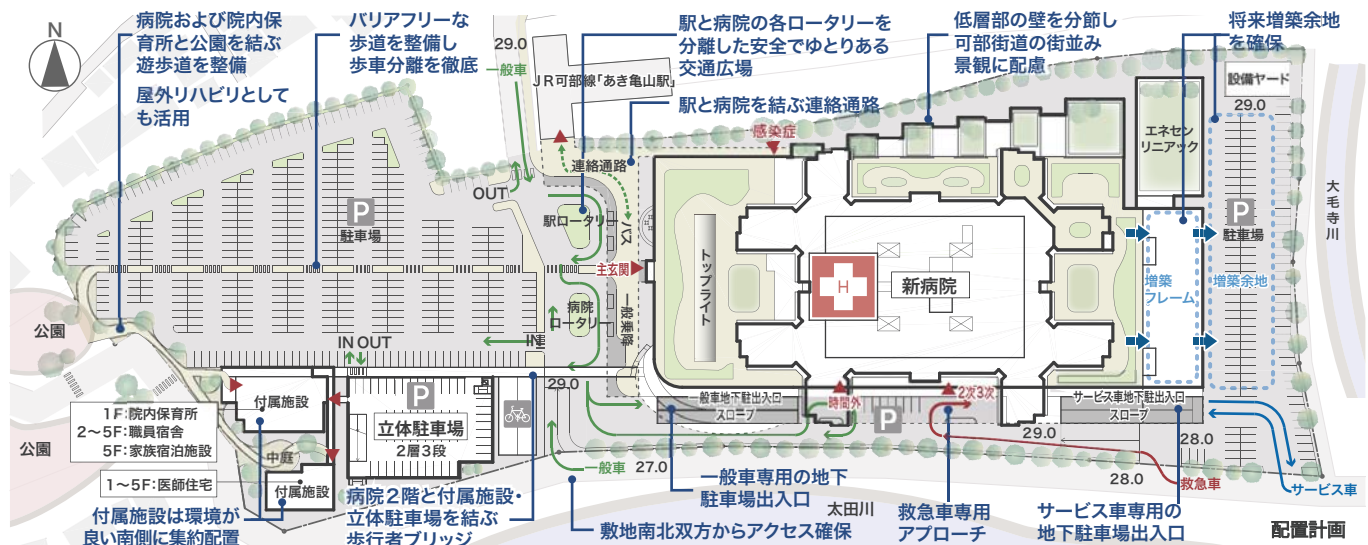 N
病院および院内保
育所と公園を結ぶ
遊歩道を整備
屋外リハビリとして
も活用
バリアフリーな
歩道を整備し
歩車分離を徹底
29.0
一般車
JR可部線「あき亀山駅」
駅と病院の各ロータリーを
分離した安全でゆとりある
交通広場
駅と病院を結ぶ連絡通路
低層部の壁を分節し
可部街道の街並み
景観に配慮
将来増築余地
を確保
設備ヤード
29.0
感染症
エネセン
リニアック
連絡通路
OUT
P
駐車場
駅ロータリー
バス
主玄関
トップライト
H
新病院
P
駐車場
大毛寺川
増築
フレーム
増築余地
公園
病院
ロータリー
一般乗降
IN OUT
IN
29.0
付属施設
P
立体駐車場
2層3段
1F:院内保育所
2～5F:職員宿舎
5F:家族宿泊施設
公園
中庭
1～5F:医師住宅
付属施設
一般車地下駐出入口
スロープ
時間外
P
2次3次
サービス車地下駐出入口
スロープ
29.0
28.0
28.0
一般車
27.0
太田川
救急車
サービス車
付属施設は環境が
良い南側に集約配置
病院2階と付属施設・
立体駐車場を結ぶ
歩行者ブリッジ
敷地南北双方からアクセス確保
一般車専用の地下
駐車場出入口
救急車専用
アプローチ
サービス車専用の
地下駐車場出入口
配置計画